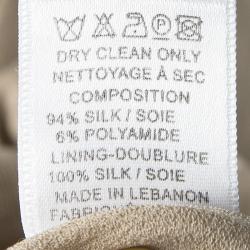 DRY CLEAN ONLY
NETTOYAGE À SEC
COMPOSITION
94% SILK / SOIE
6% POLYAMIDE
LINING-DOUBLURE
100% SILK / SOIE
MADE IN LEBANON
FABRIQUÉ